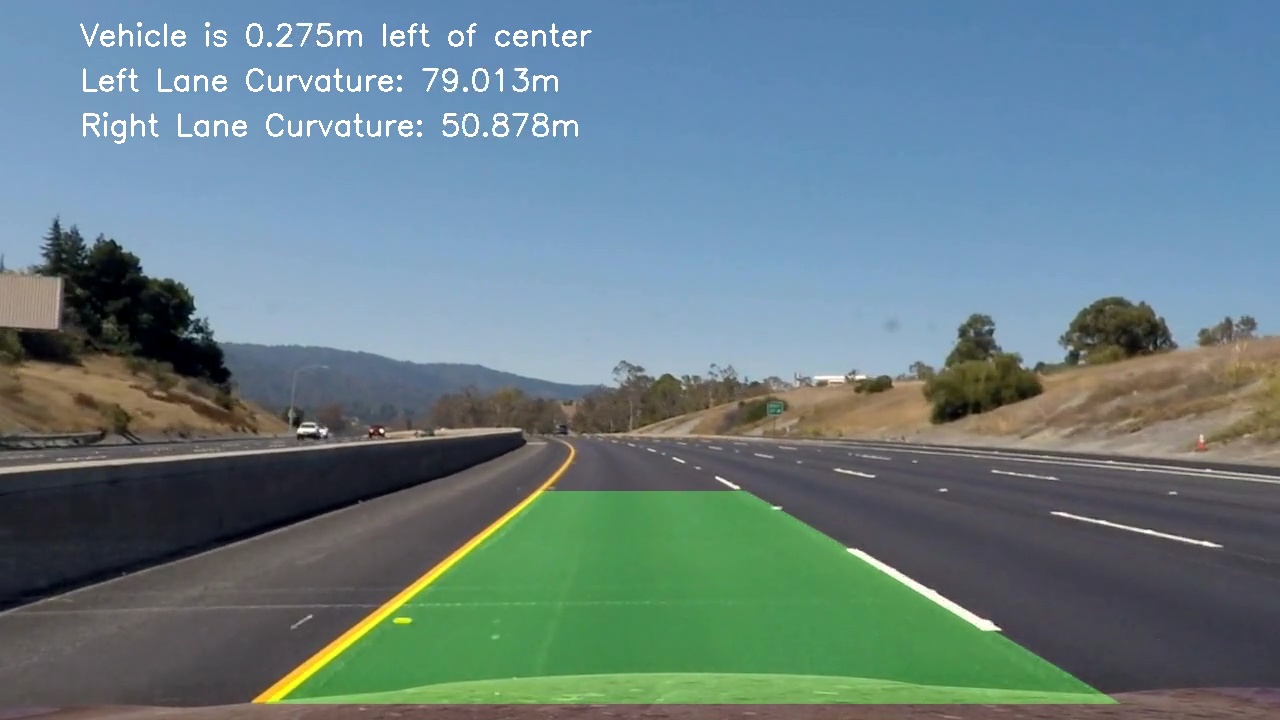 Vehicle is 0.275m left of center
Left Lane Curvature: 79.013m
Right Lane Curvature: 50.878m